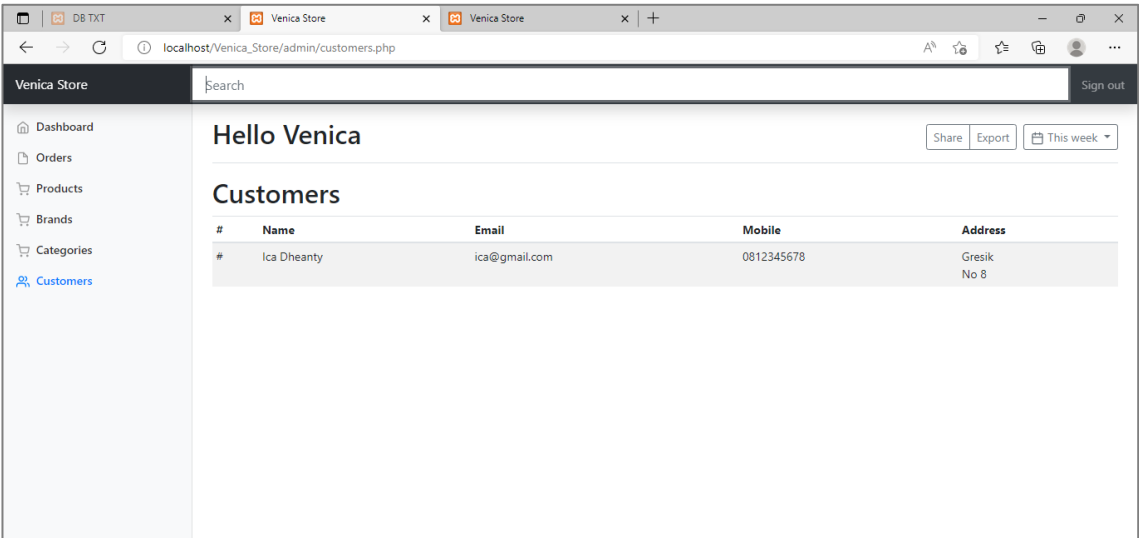 DB TXT Venica Store Venica Store
localhost/Venica_Store/admin/customers.php
Venica Store Search Sign out
Dashboard
Orders
Products
Brands
Categories
Customers
Hello Venica Share Export This week
Customers
# Name Email Mobile Address
# Ica Dheanty ica@gmail.com 0812345678 Gresik
No 8